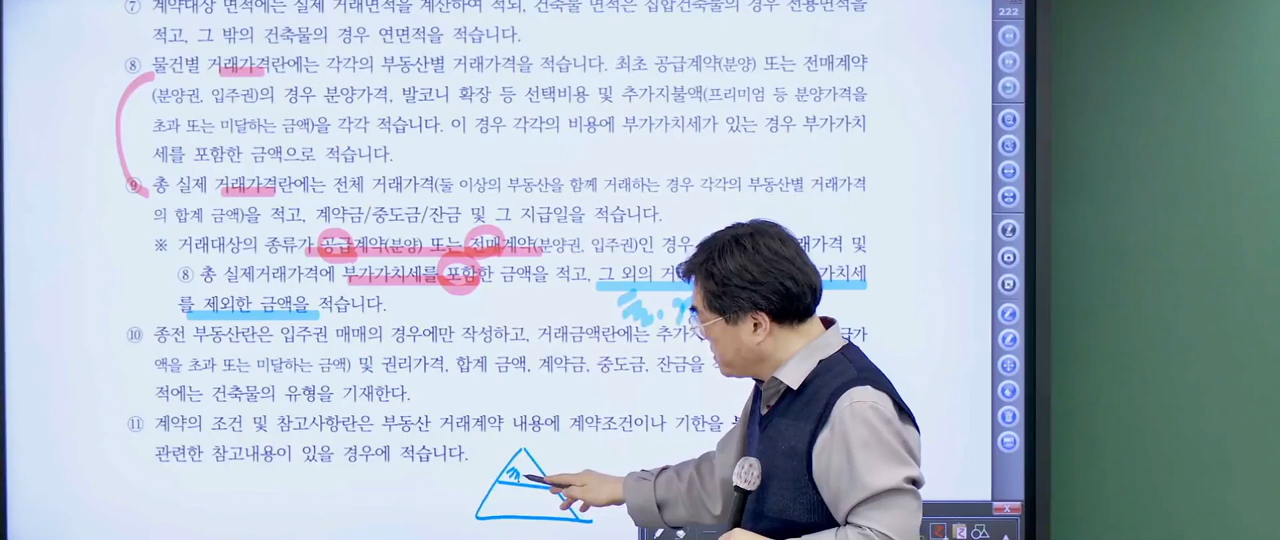 ⑦ 계약대상 면적에는 실제 거래면적을 계산하여 적되, 건축물 면적은 집합건축물의 경우 전용면적을
적고, 그 밖의 건축물의 경우 연면적을 적습니다.
⑧ 물건별 거래가격란에는 각각의 부동산별 거래가격을 적습니다. 최초 공급계약(분양) 또는 전매계약
(분양권, 입주권)의 경우 분양가격, 발코니 확장 등 선택비용 및 추가지불액(프리미엄 등 분양가격을
초과 또는 미달하는 금액)을 각각 적습니다. 이 경우 각각의 비용에 부가가치세가 있는 경우 부가가치
세를 포함한 금액으로 적습니다.
⑨ 총 실제 거래가격란에는 전체 거래가격(둘 이상의 부동산을 함께 거래하는 경우 각각의 부동산별 거래가격
의 합계 금액)을 적고, 계약금/중도금/잔금 및 그 지급일을 적습니다.
※ 거래대상의 종류가 공급계약(분양) 또는 전매계약(분양권, 입주권)인 경우 래가격 및
⑧ 총 실제거래가격에 부가가치세를 포함한 금액을 적고, 그 외의 가치세
를 제외한 금액을 적습니다.
⑩ 종전 부동산란은 입주권 매매의 경우에만 작성하고, 거래금액란에는 금가
액을 초과 또는 미달하는 금액) 및 권리가격, 합계 금액, 계약금, 중도금, 잔금을
적에는 건축물의 유형을 기재한다.
⑪ 계약의 조건 및 참고사항란은 부동산 거래계약 내용에 계약조건이나 기한을
관련한 참고내용이 있을 경우에 적습니다.
222